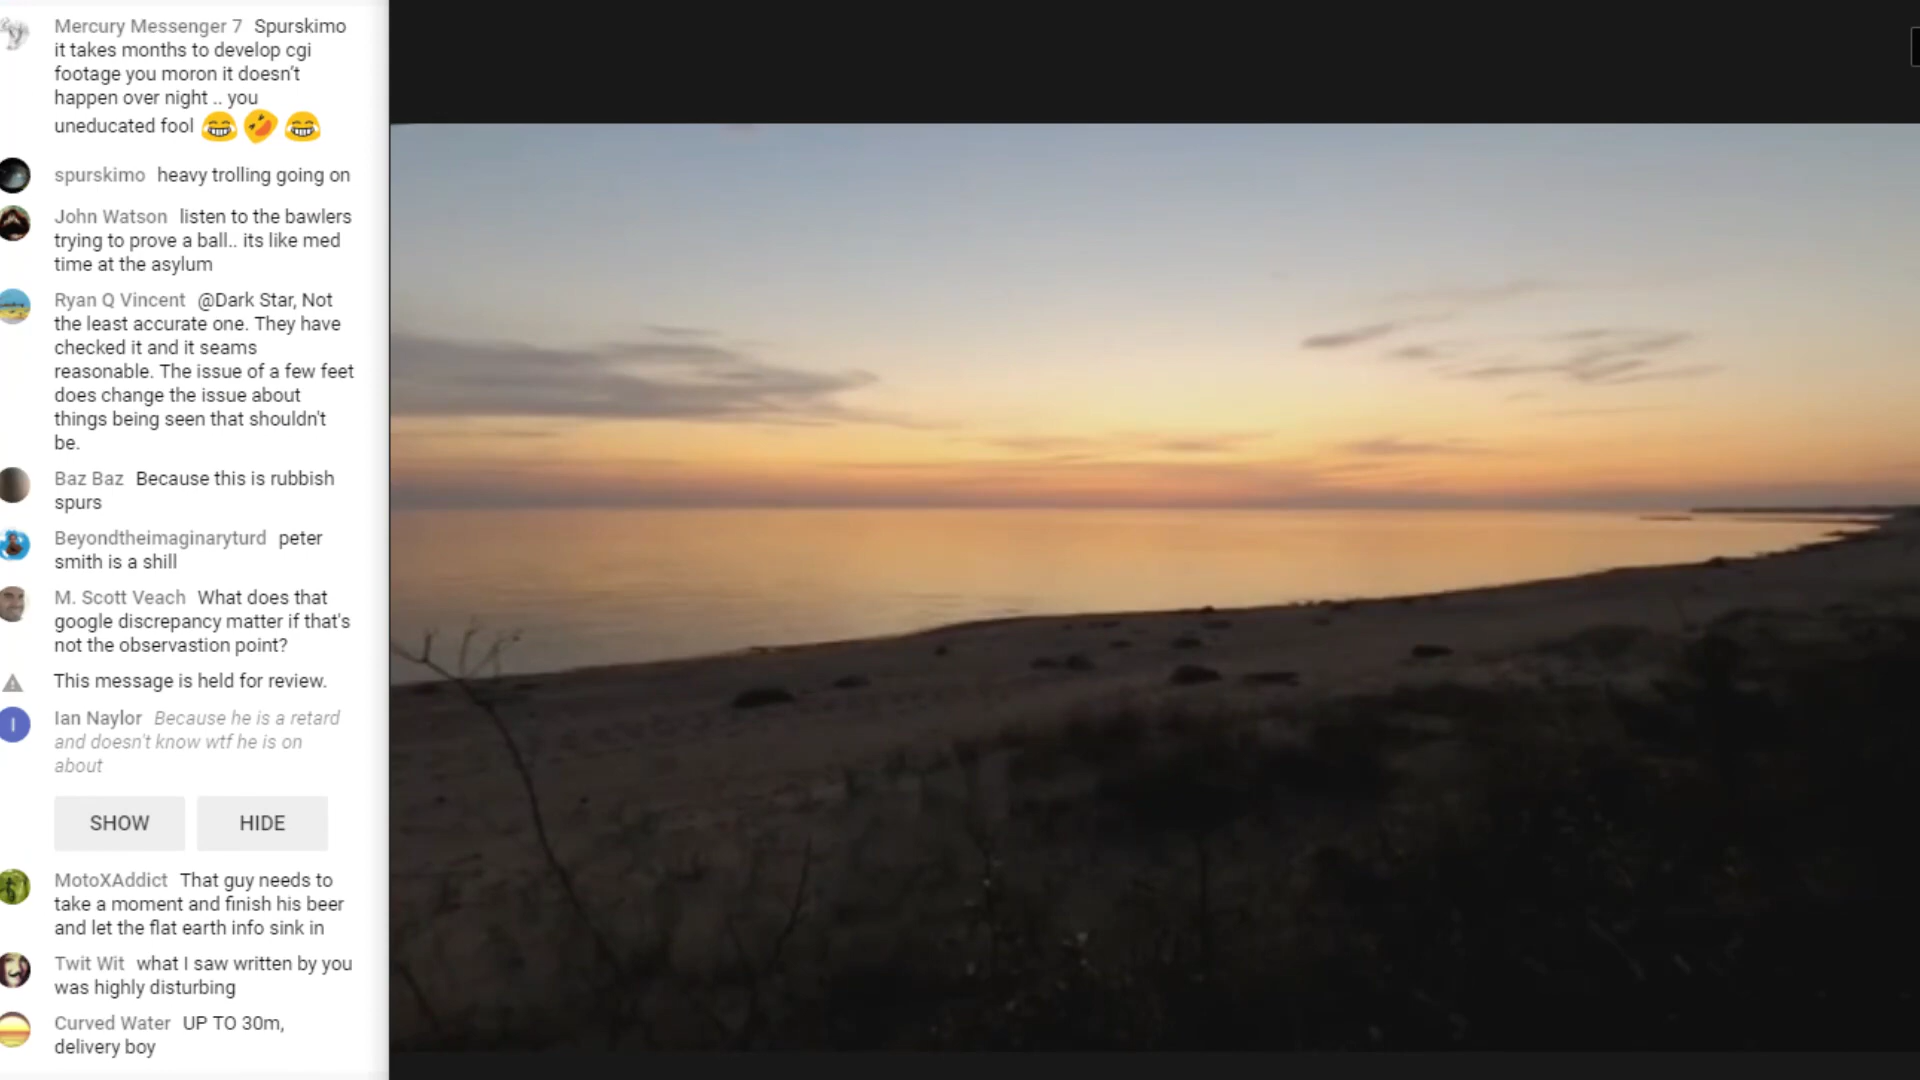 Mercury Messenger 7 Spurskimo
it takes months to develop cgi
footage you moron it doesn't
happen over night .. you
uneducated fool 😂🤣😂
spurskimo heavy trolling going on
John Watson listen to the bawlers
trying to prove a ball.. its like med
time at the asylum
Ryan Q Vincent @Dark Star, Not
the least accurate one. They have
checked it and it seams
reasonable. The issue of a few feet
does change the issue about
things being seen that shouldn't
be.
Baz Baz Because this is rubbish
spurs
Beyondtheimaginaryturd peter
smith is a shill
M. Scott Veach What does that
google discrepancy matter if that's
not the observastion point?
This message is held for review.
Ian Naylor Because he is a retard
and doesn't know wtf he is on
about
SHOW HIDE
MotoXAddict That guy needs to
take a moment and finish his beer
and let the flat earth info sink in
Twit Wit what I saw written by you
was highly disturbing
Curved Water UP TO 30m,
delivery boy